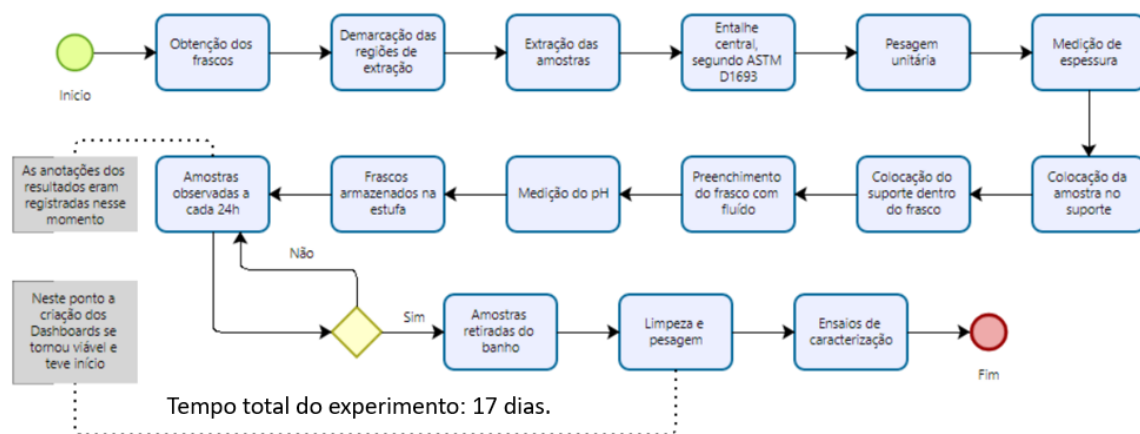 Obtenção dos
frascos
Demarcação das
regiões de
extração
Extração das
amostras
Entalhe
central,
segundo ASTM
D1693
Pesagem
unitária
Medição de
espessura
Inicio
As anotações dos
resultados eram
registradas nesse
momento
Amostras
observadas a
cada 24h
Frascos
armazenados na
estufa
Medição do pH
Preenchimento
do frasco com
fluído
Colocação do
suporte dentro
do frasco
Colocação da
amostra no
suporte
Não
Neste ponto a
criação dos
Dashboards se
tornou viável e
teve início
Sim
Amostras
retiradas do
banho
Limpeza e
pesagem
Ensaios de
caracterização
Fim
Tempo total do experimento: 17 dias.